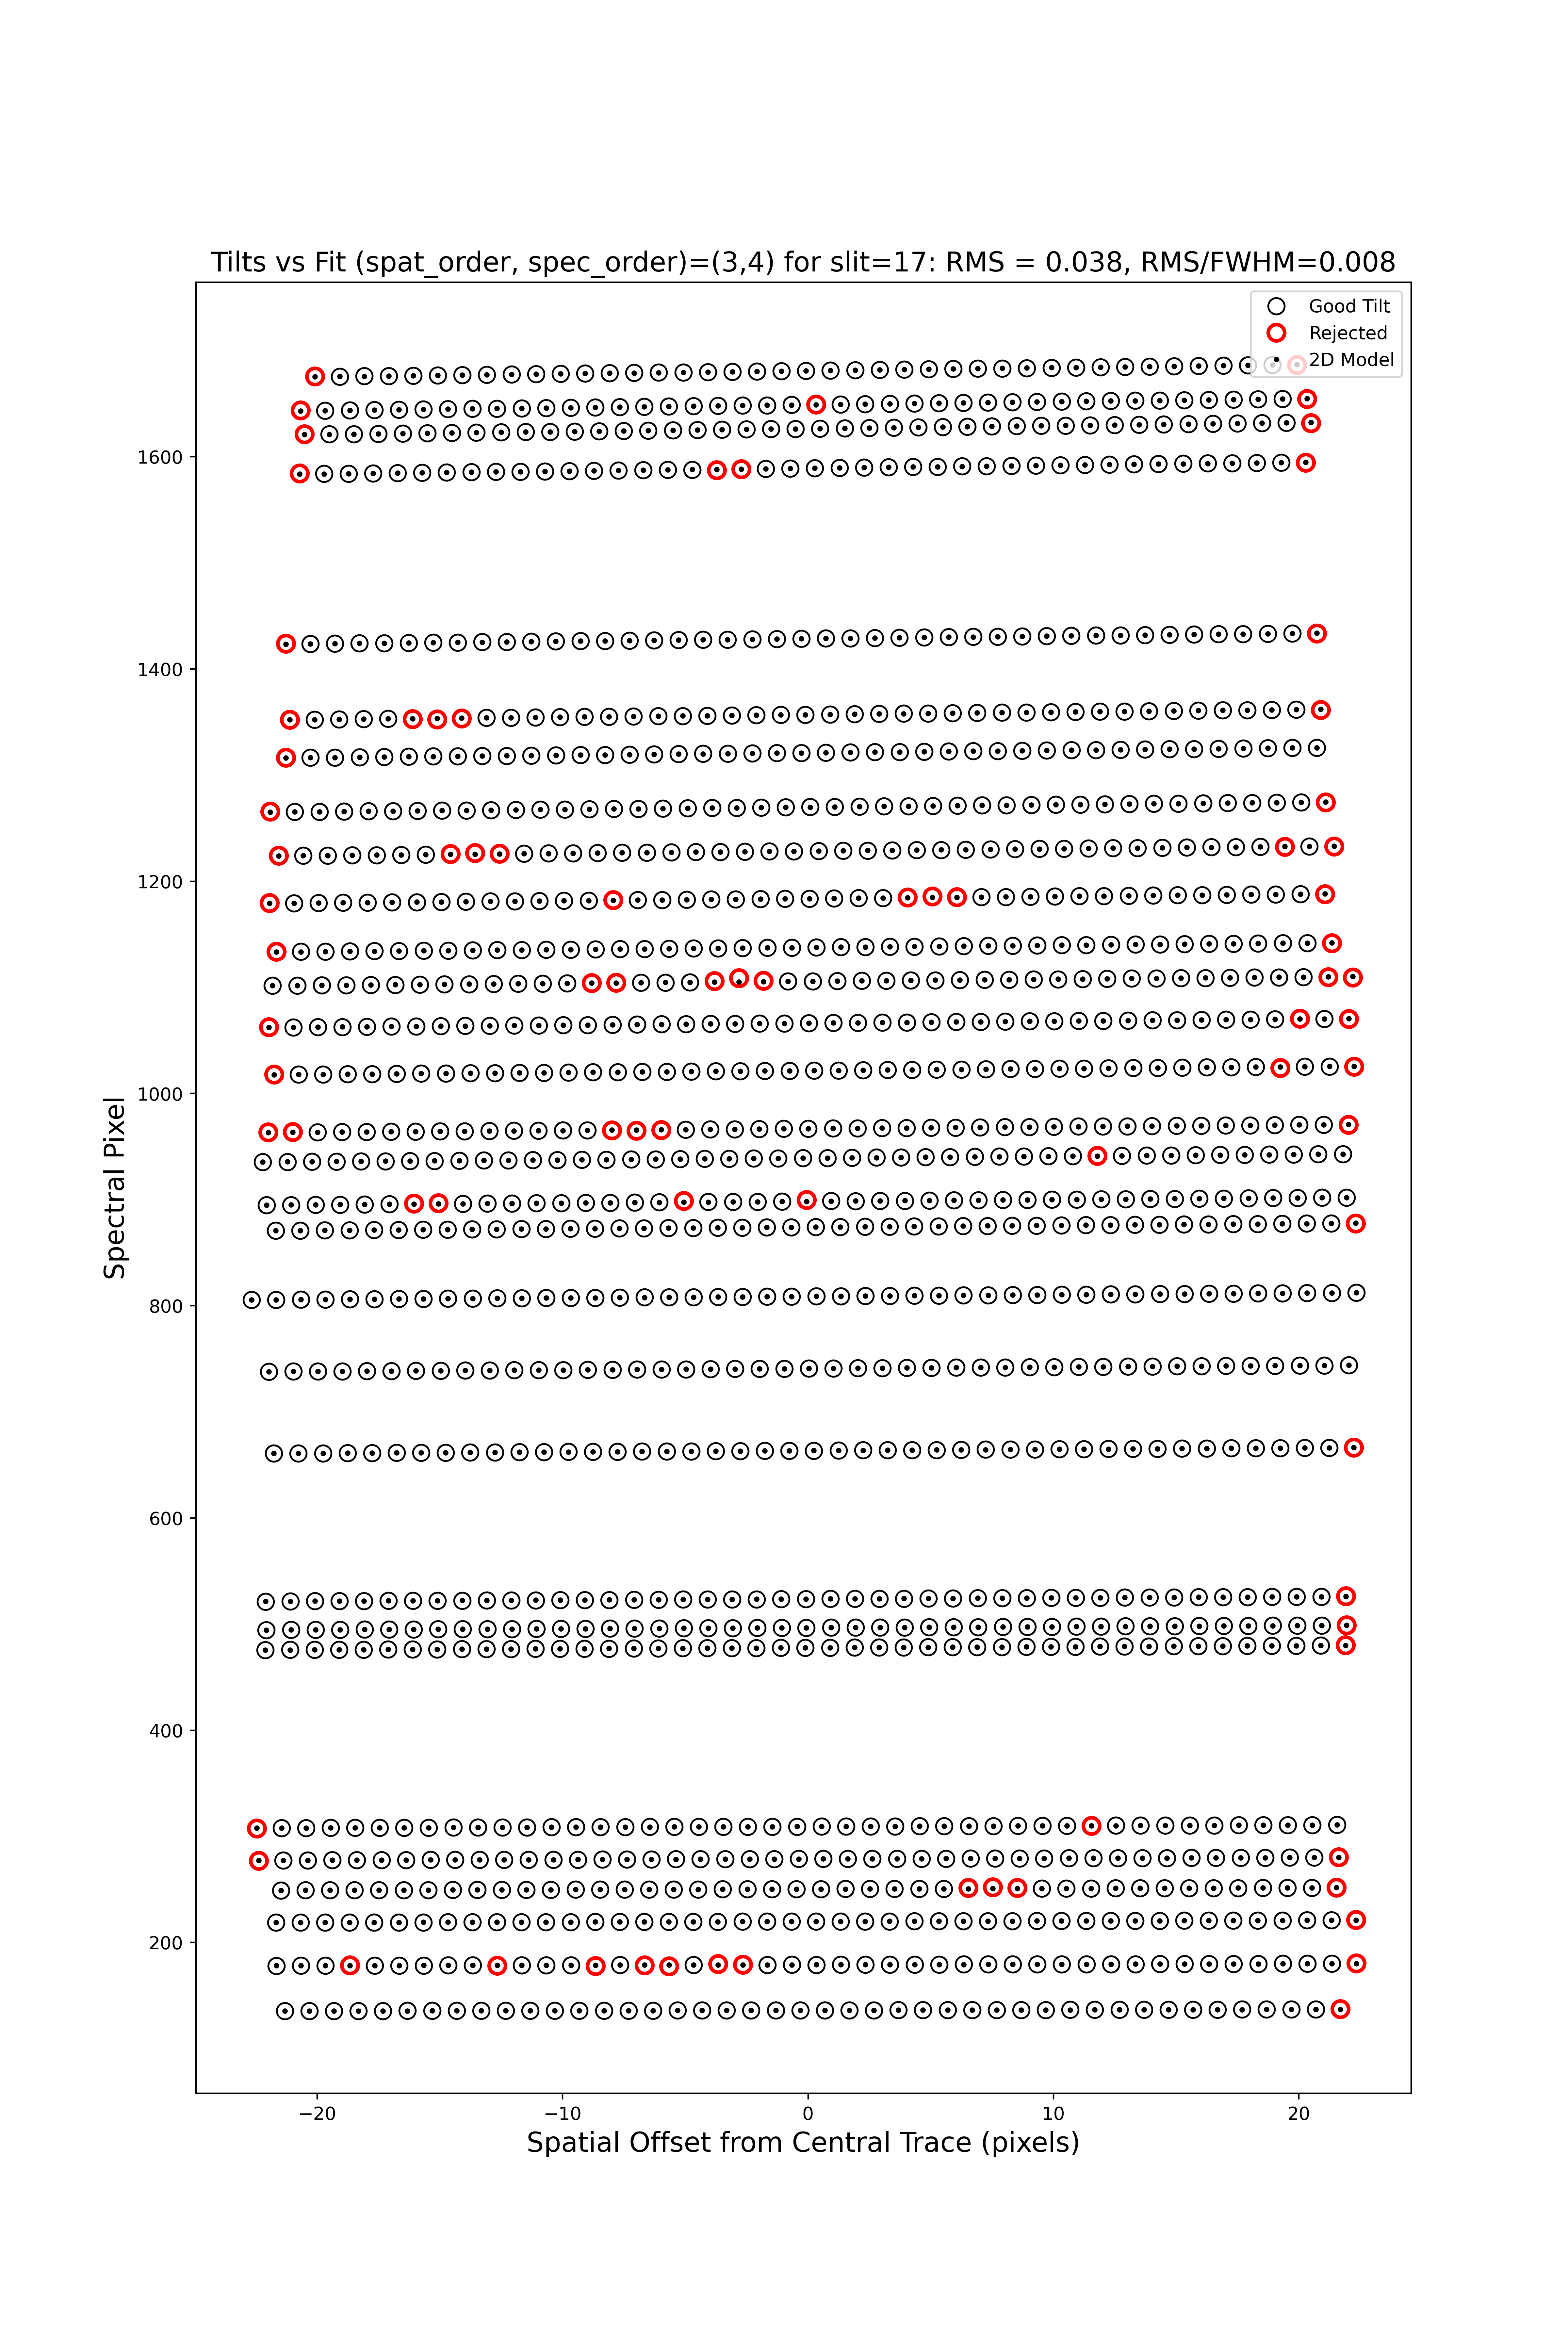 Tilts vs Fit (spat_order, spec_order)=(3,4) for slit=17: RMS = 0.038, RMS/FWHM=0.008
Good Tilt
Rejected
2D Model
1600
1400
1200
1000
800
600
400
200
Spectral Pixel
−20
−10
0
10
20
Spatial Offset from Central Trace (pixels)